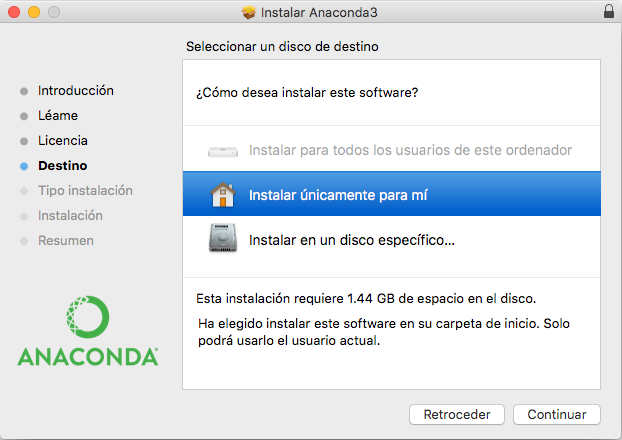 Instalar Anaconda3
Seleccionar un disco de destino
Introducción
Léame
Licencia
Destino
Tipo instalación
Instalación
Resumen
ANACONDA
¿Cómo desea instalar este software?
Instalar para todos los usuarios de este ordenador
Instalar únicamente para mí
Instalar en un disco específico...
Esta instalación requiere 1.44 GB de espacio en el disco.
Ha elegido instalar este software en su carpeta de inicio. Solo
podrá usarlo el usuario actual.
Retroceder
Continuar